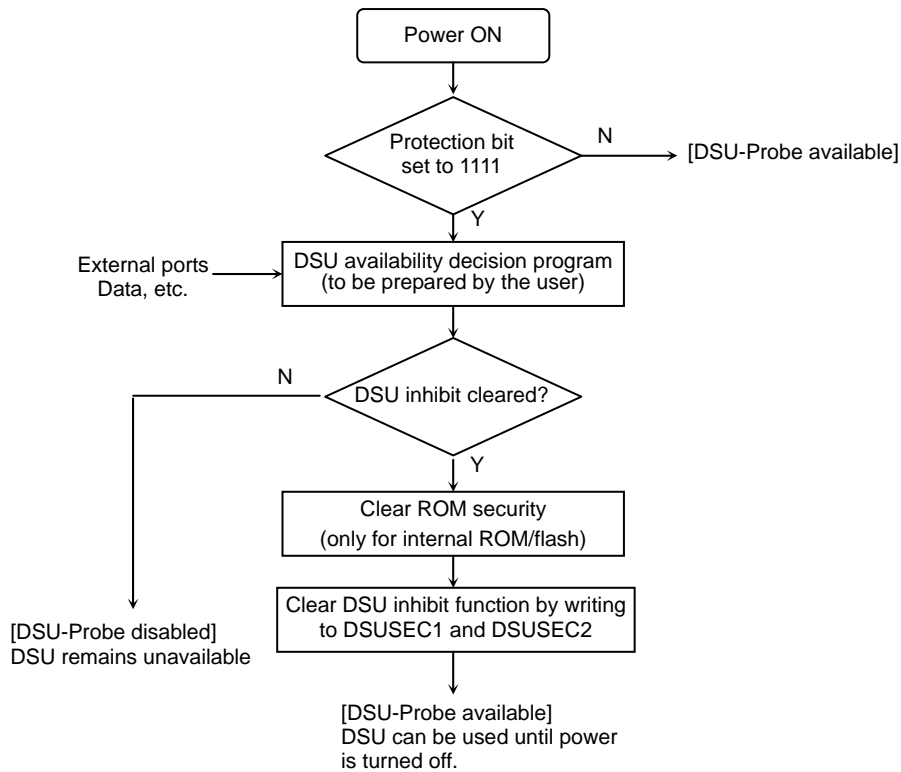 Power ON
Protection bit
set to 1111
N
[DSU-Probe available]
Y
External ports
Data, etc.
DSU availability decision program
(to be prepared by the user)
N
DSU inhibit cleared?
Y
Clear ROM security
(only for internal ROM/flash)
Clear DSU inhibit function by writing
to DSUSEC1 and DSUSEC2
[DSU-Probe disabled]
DSU remains unavailable
[DSU-Probe available]
DSU can be used until power
is turned off.